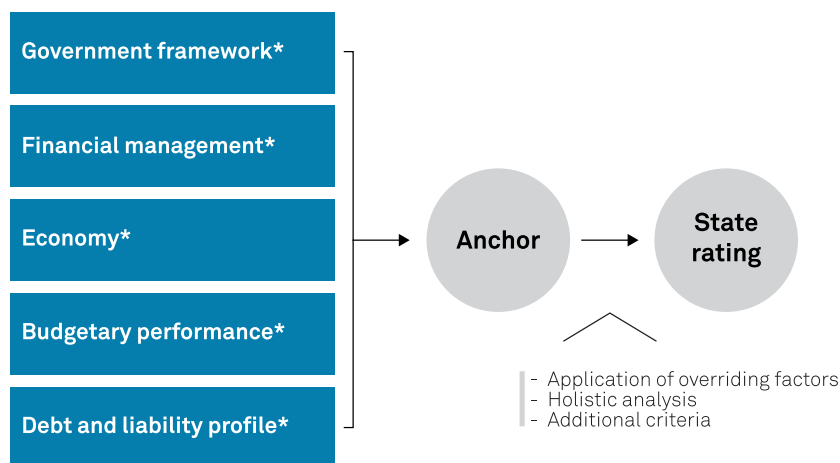 Government framework*
Financial management*
Economy*
Budgetary performance*
Debt and liability profile*
Anchor
State
rating
- Application of overriding factors
- Holistic analysis
- Additional criteria